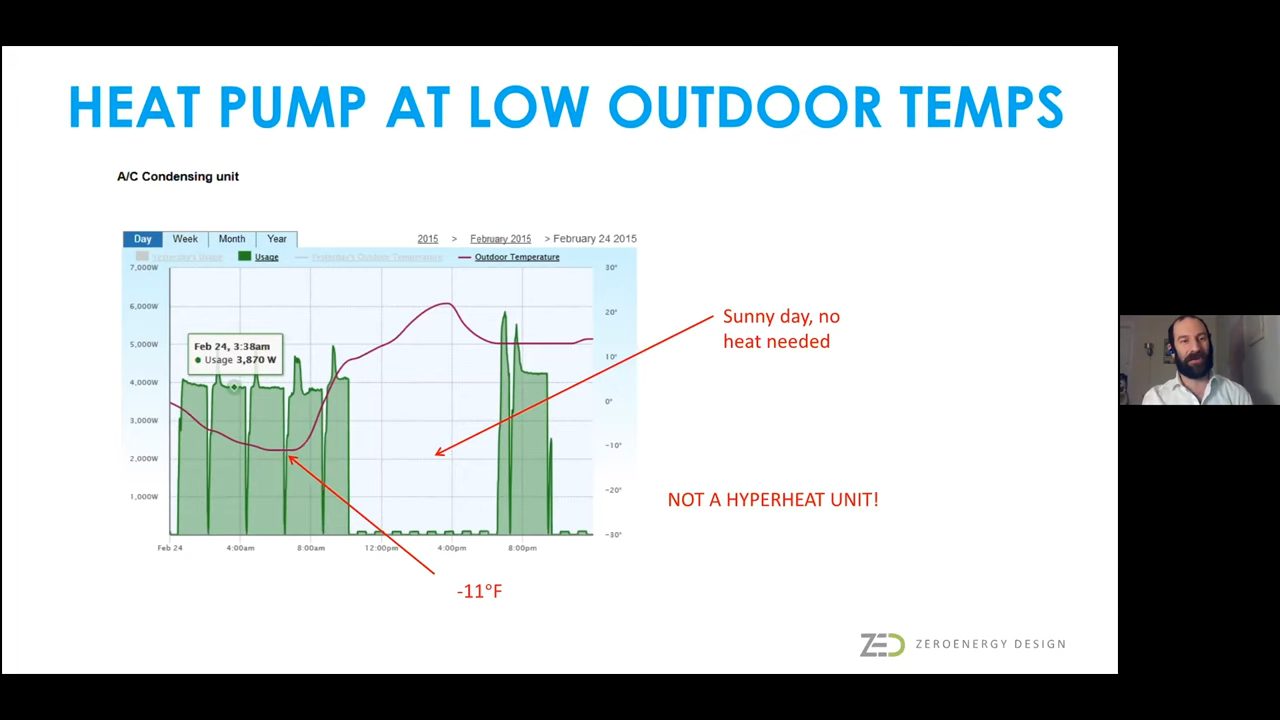 HEAT PUMP AT LOW OUTDOOR TEMPS
A/C Condensing unit
Day Week Month Year
2015 > February 2015 > February 24 2015
Yesterday's Usage Usage Yesterday's Outdoor Temperature Outdoor Temperature
7,000W 30°
6,000W 20°
5,000W 10°
4,000W 0°
3,000W -10°
2,000W -20°
1,000W -30°
Feb 24, 3:38am
Usage 3,870 W
Feb 24 4:00am 8:00am 12:00pm 4:00pm 8:00pm
Sunny day, no
heat needed
NOT A HYPERHEAT UNIT!
-11°F
ZED ZEROENERGY DESIGN